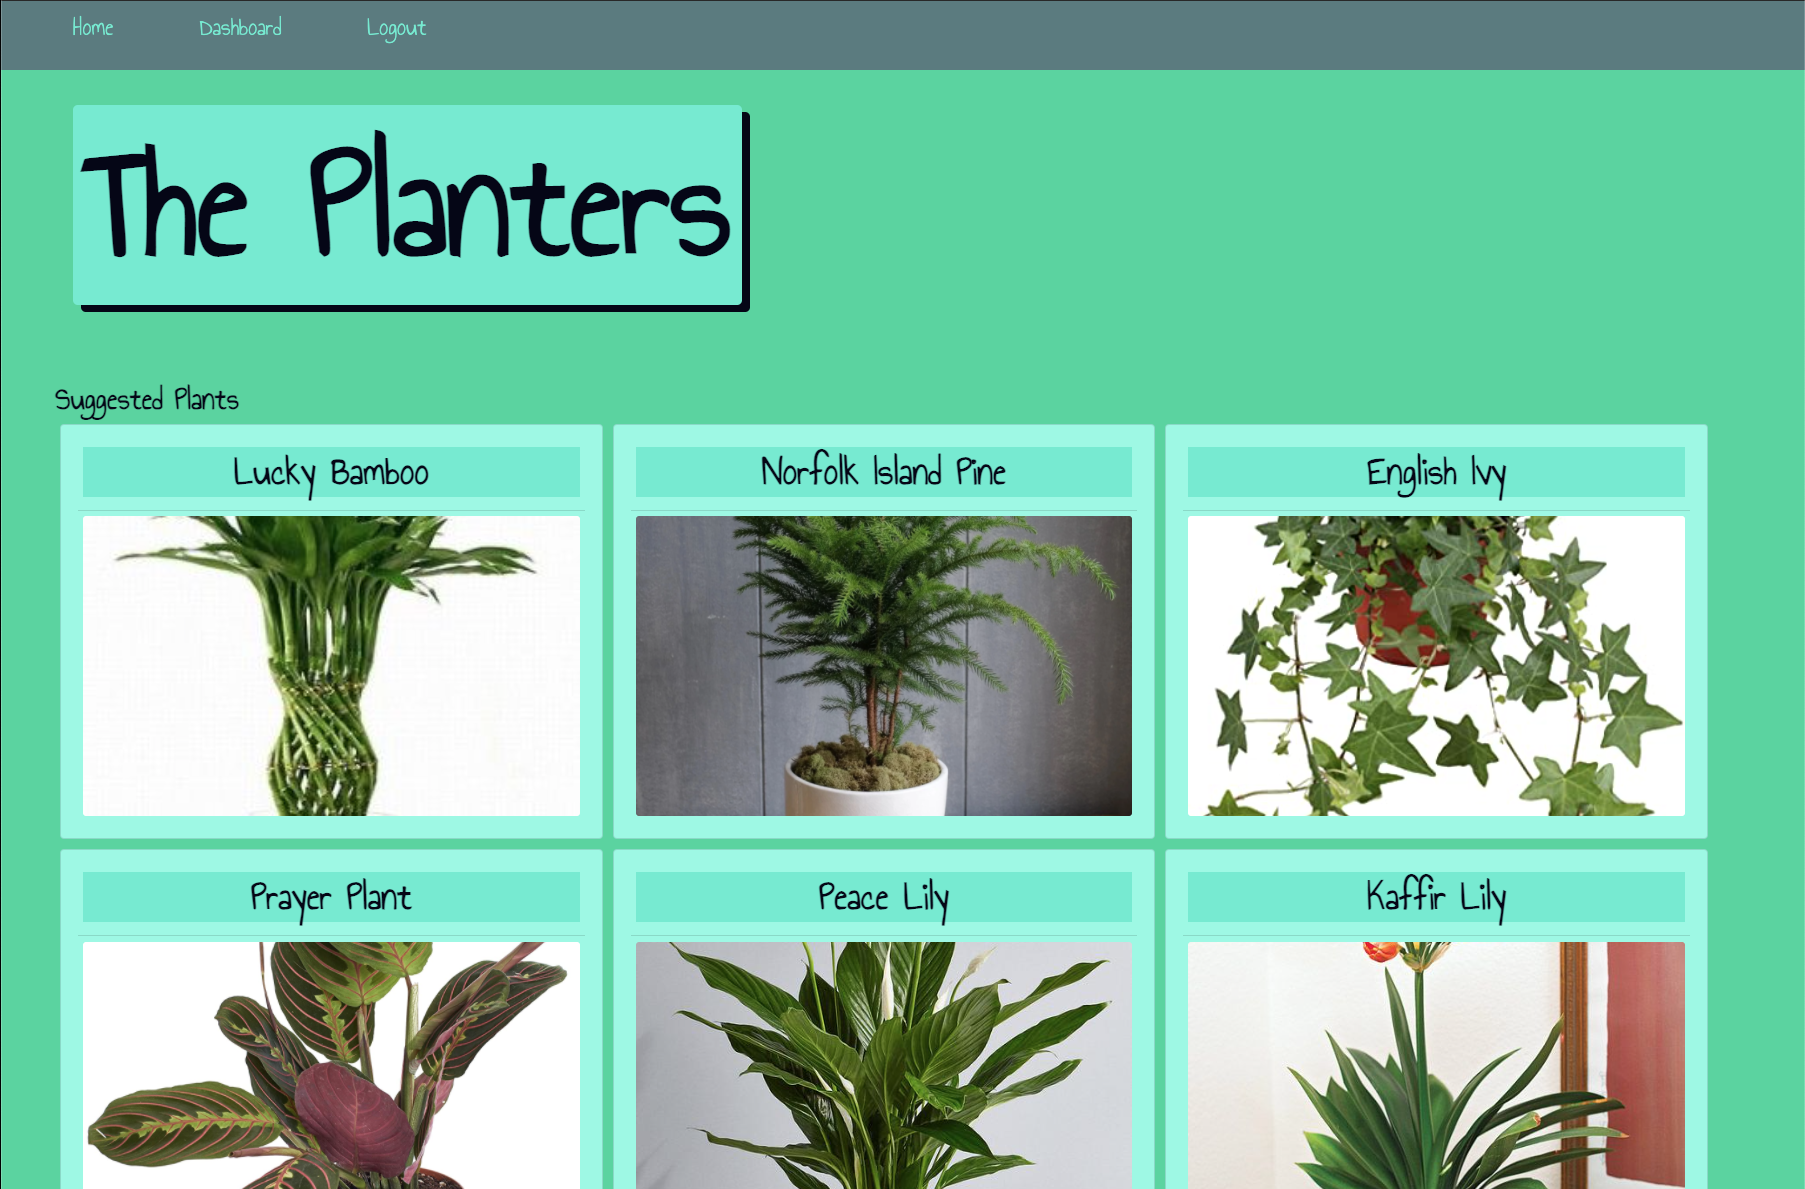 Home Dashboard Logout
The Planters
Suggested Plants
Lucky Bamboo Norfolk Island Pine English Ivy
Prayer Plant Peace Lily Kaffir Lily